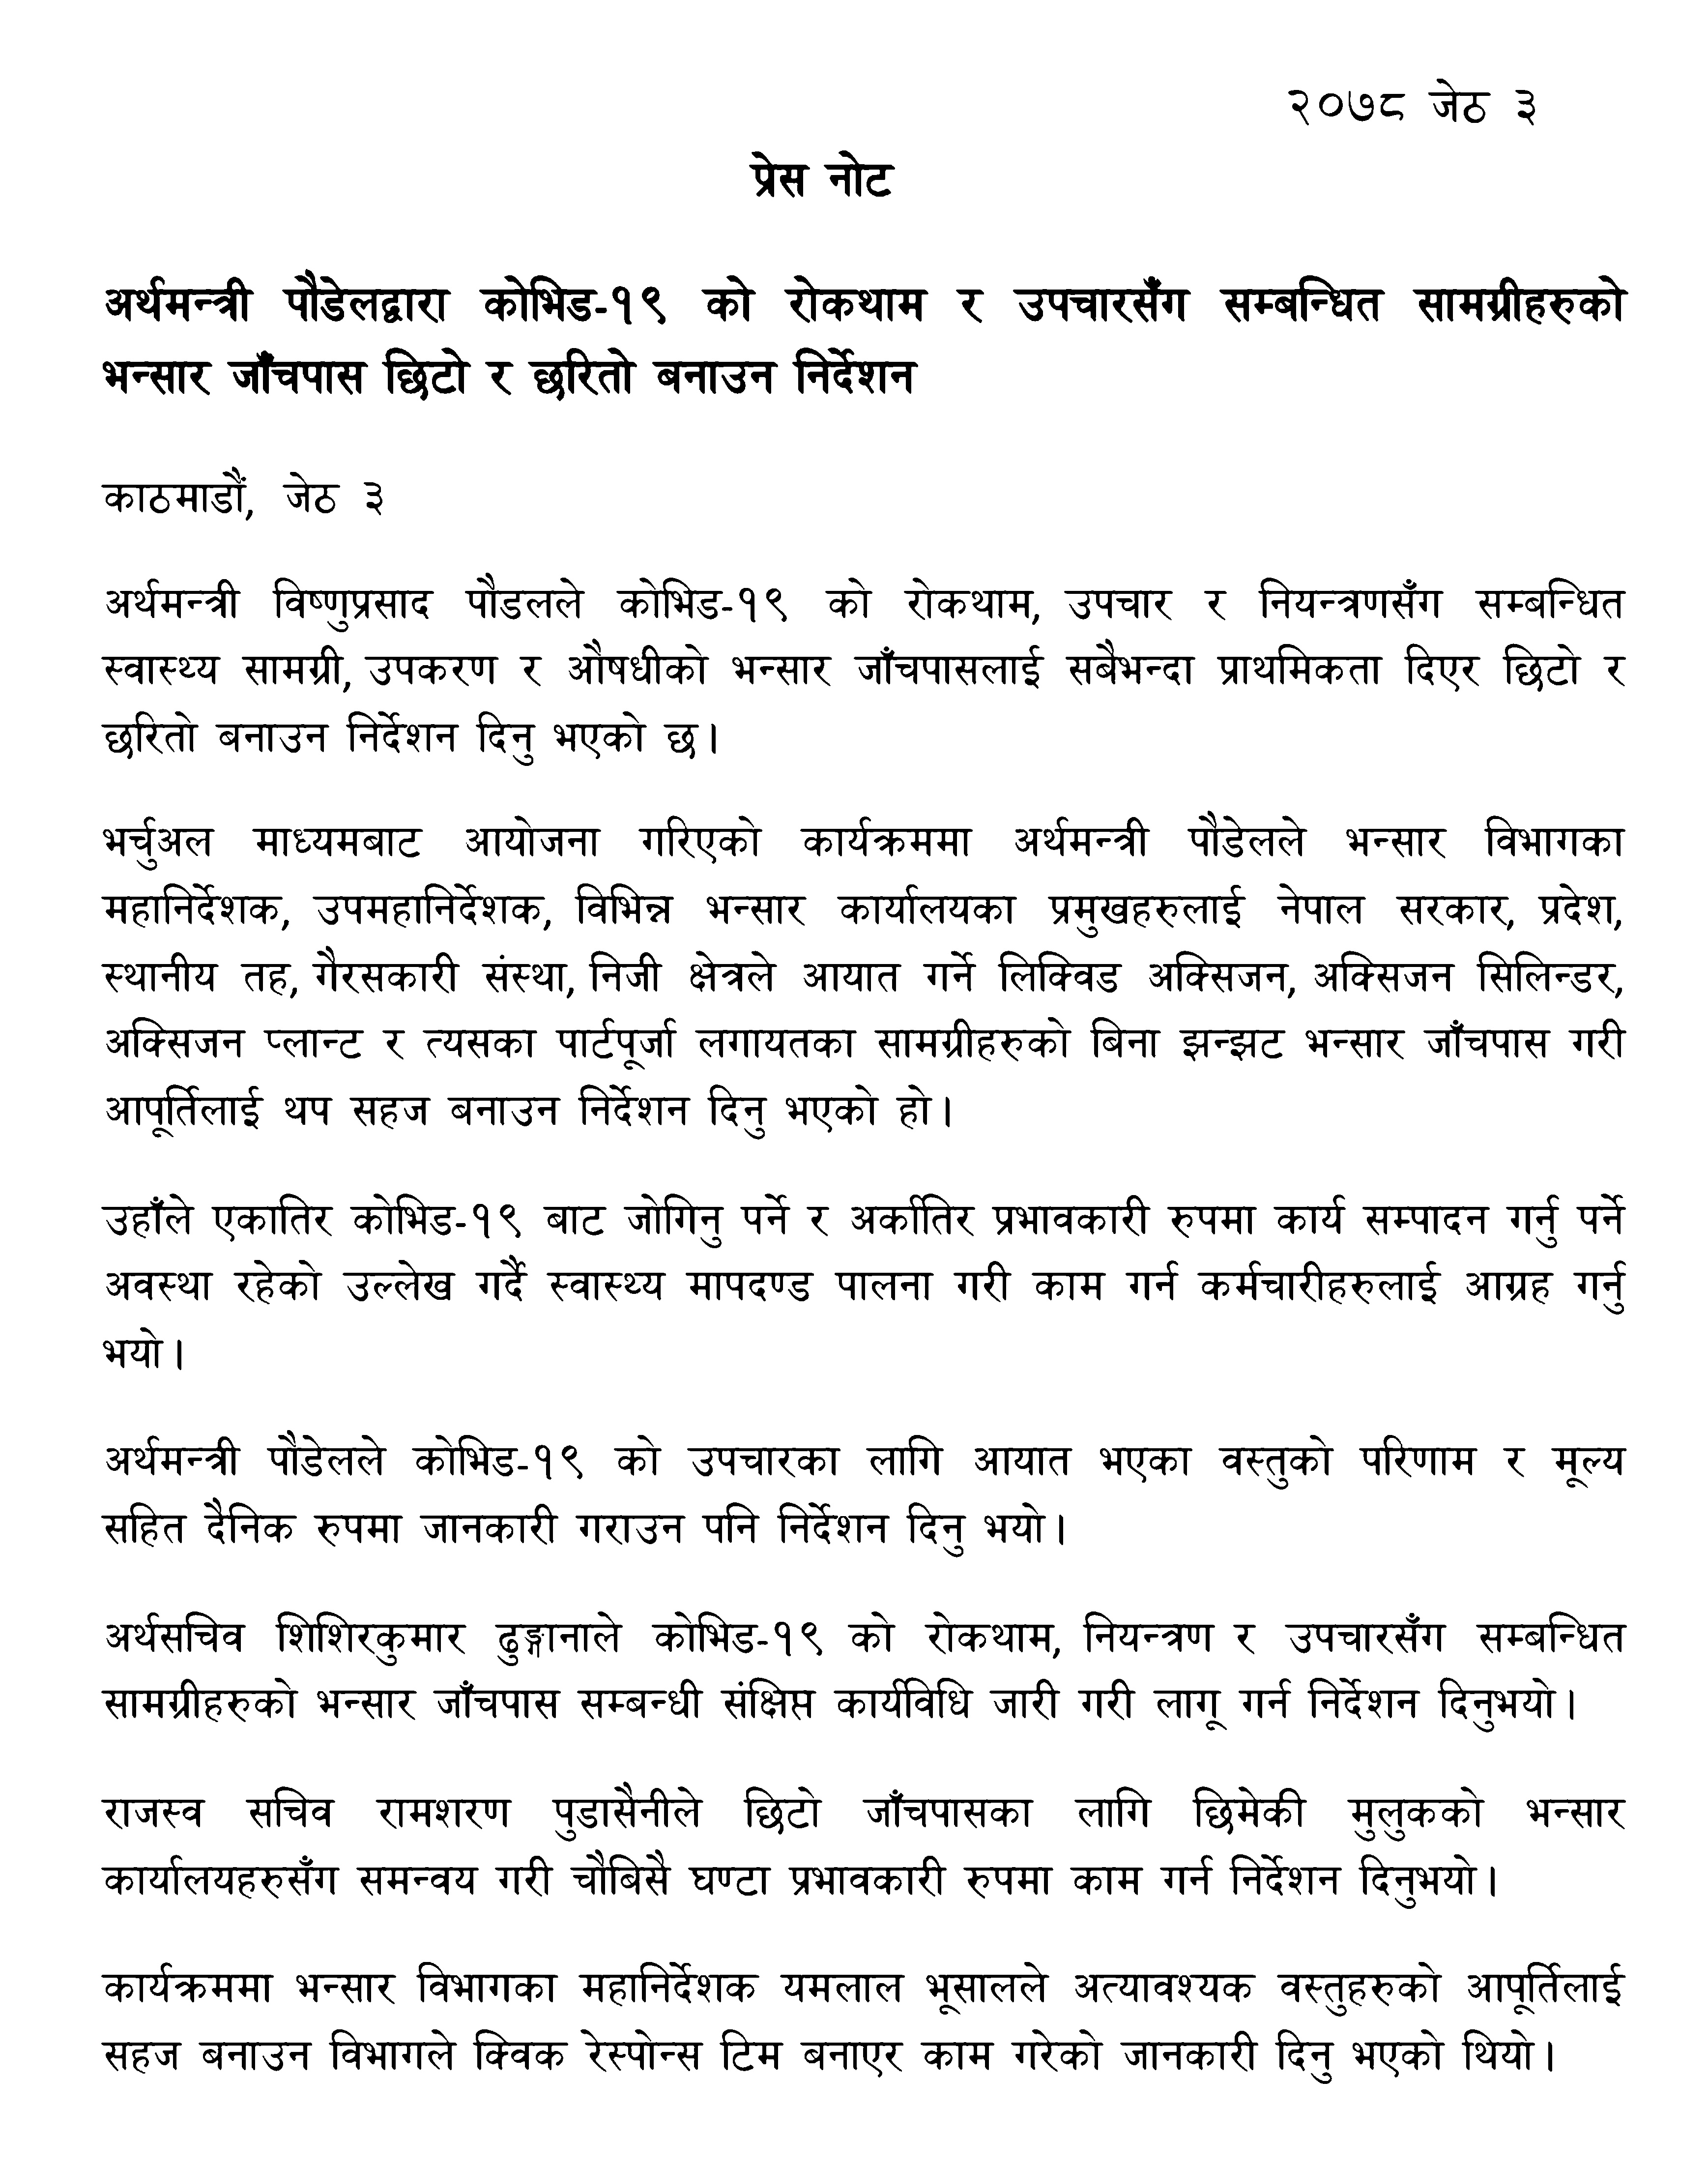 २०७८ जेठ ३
प्रेस नोट
अर्थमन्त्री पौडेलद्वारा कोभिड-१९ को रोकथाम र उपचारसँग सम्बन्धित सामग्रीहरुको
भन्सार जाँचपास छिटो र छरितो बनाउन निर्देशन
काठमाडौं, जेठ ३
अर्थमन्त्री विष्णुप्रसाद पौडलले कोभिड-१९ को रोकथाम, उपचार र नियन्त्रणसँग सम्बन्धित
स्वास्थ्य सामग्री, उपकरण र औषधीको भन्सार जाँचपासलाई सबैभन्दा प्राथमिकता दिएर छिटो र
छरितो बनाउन निर्देशन दिनु भएको छ।
भर्चुअल माध्यमबाट आयोजना गरिएको कार्यक्रममा अर्थमन्त्री पौडेलले भन्सार विभागका
महानिर्देशक, उपमहानिर्देशक, विभिन्न भन्सार कार्यालयका प्रमुखहरुलाई नेपाल सरकार, प्रदेश,
स्थानीय तह, गैरसकारी संस्था, निजी क्षेत्रले आयात गर्ने लिक्विड अक्सिजन, अक्सिजन सिलिन्डर,
अक्सिजन प्लान्ट र त्यसका पार्टपूर्जा लगायतका सामग्रीहरुको बिना झन्झट भन्सार जाँचपास गरी
आपूर्तिलाई थप सहज बनाउन निर्देशन दिनु भएको हो।
उहाँले एकातिर कोभिड-१९ बाट जोगिनु पर्ने र अर्कातिर प्रभावकारी रुपमा कार्य सम्पादन गर्नु पर्ने
अवस्था रहेको उल्लेख गर्दै स्वास्थ्य मापदण्ड पालना गरी काम गर्न कर्मचारीहरुलाई आग्रह गर्नु
भयो।
अर्थमन्त्री पौडेलले कोभिड-१९ को उपचारका लागि आयात भएका वस्तुको परिणाम र मूल्य
सहित दैनिक रुपमा जानकारी गराउन पनि निर्देशन दिनु भयो।
अर्थसचिव शिशिरकुमार ढुङ्गानाले कोभिड-१९ को रोकथाम, नियन्त्रण र उपचारसँग सम्बन्धित
सामग्रीहरुको भन्सार जाँचपास सम्बन्धी संक्षिप्त कार्यविधि जारी गरी लागू गर्न निर्देशन दिनुभयो।
राजस्व सचिव रामशरण पुडासैनीले छिटो जाँचपासका लागि छिमेकी मुलुकको भन्सार
कार्यालयहरुसँग समन्वय गरी चौबिसै घण्टा प्रभावकारी रुपमा काम गर्न निर्देशन दिनुभयो।
कार्यक्रममा भन्सार विभागका महानिर्देशक यमलाल भूसालले अत्यावश्यक वस्तुहरुको आपूर्तिलाई
सहज बनाउन विभागले क्विक रेस्पोन्स टिम बनाएर काम गरेको जानकारी दिनु भएको थियो।